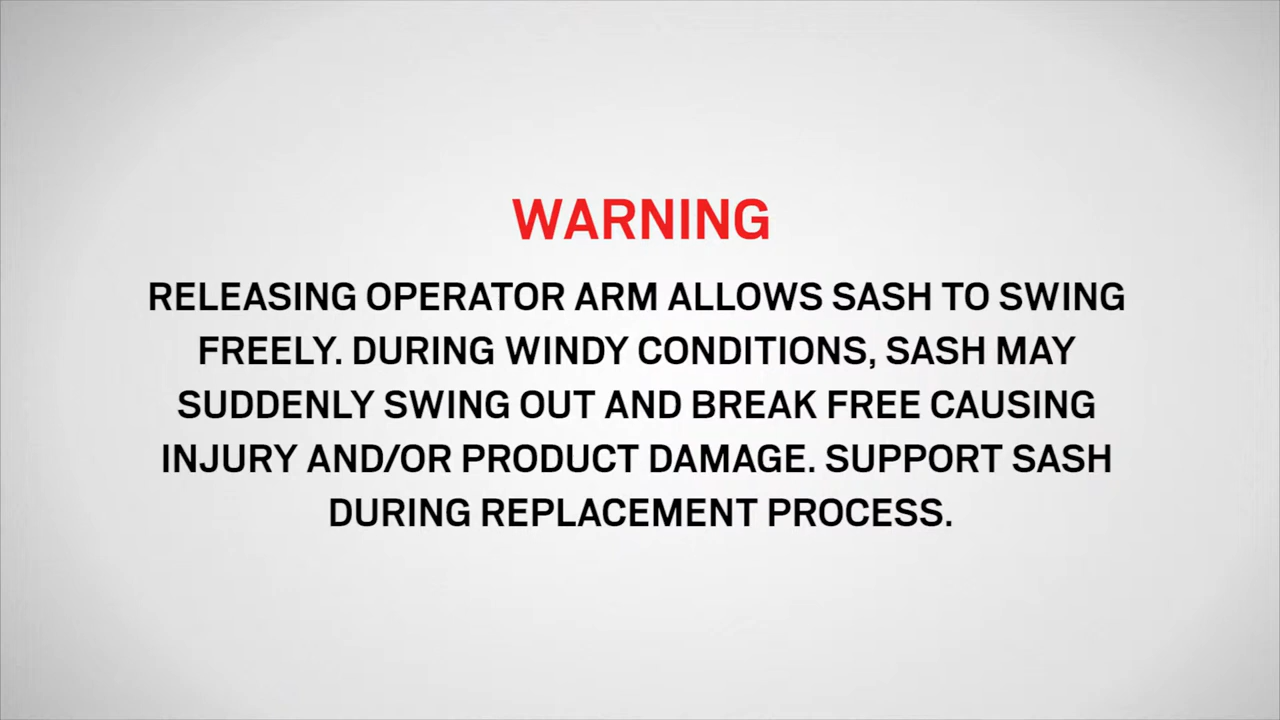 WARNING
RELEASING OPERATOR ARM ALLOWS SASH TO SWING
FREELY. DURING WINDY CONDITIONS, SASH MAY
SUDDENLY SWING OUT AND BREAK FREE CAUSING
INJURY AND/OR PRODUCT DAMAGE. SUPPORT SASH
DURING REPLACEMENT PROCESS.